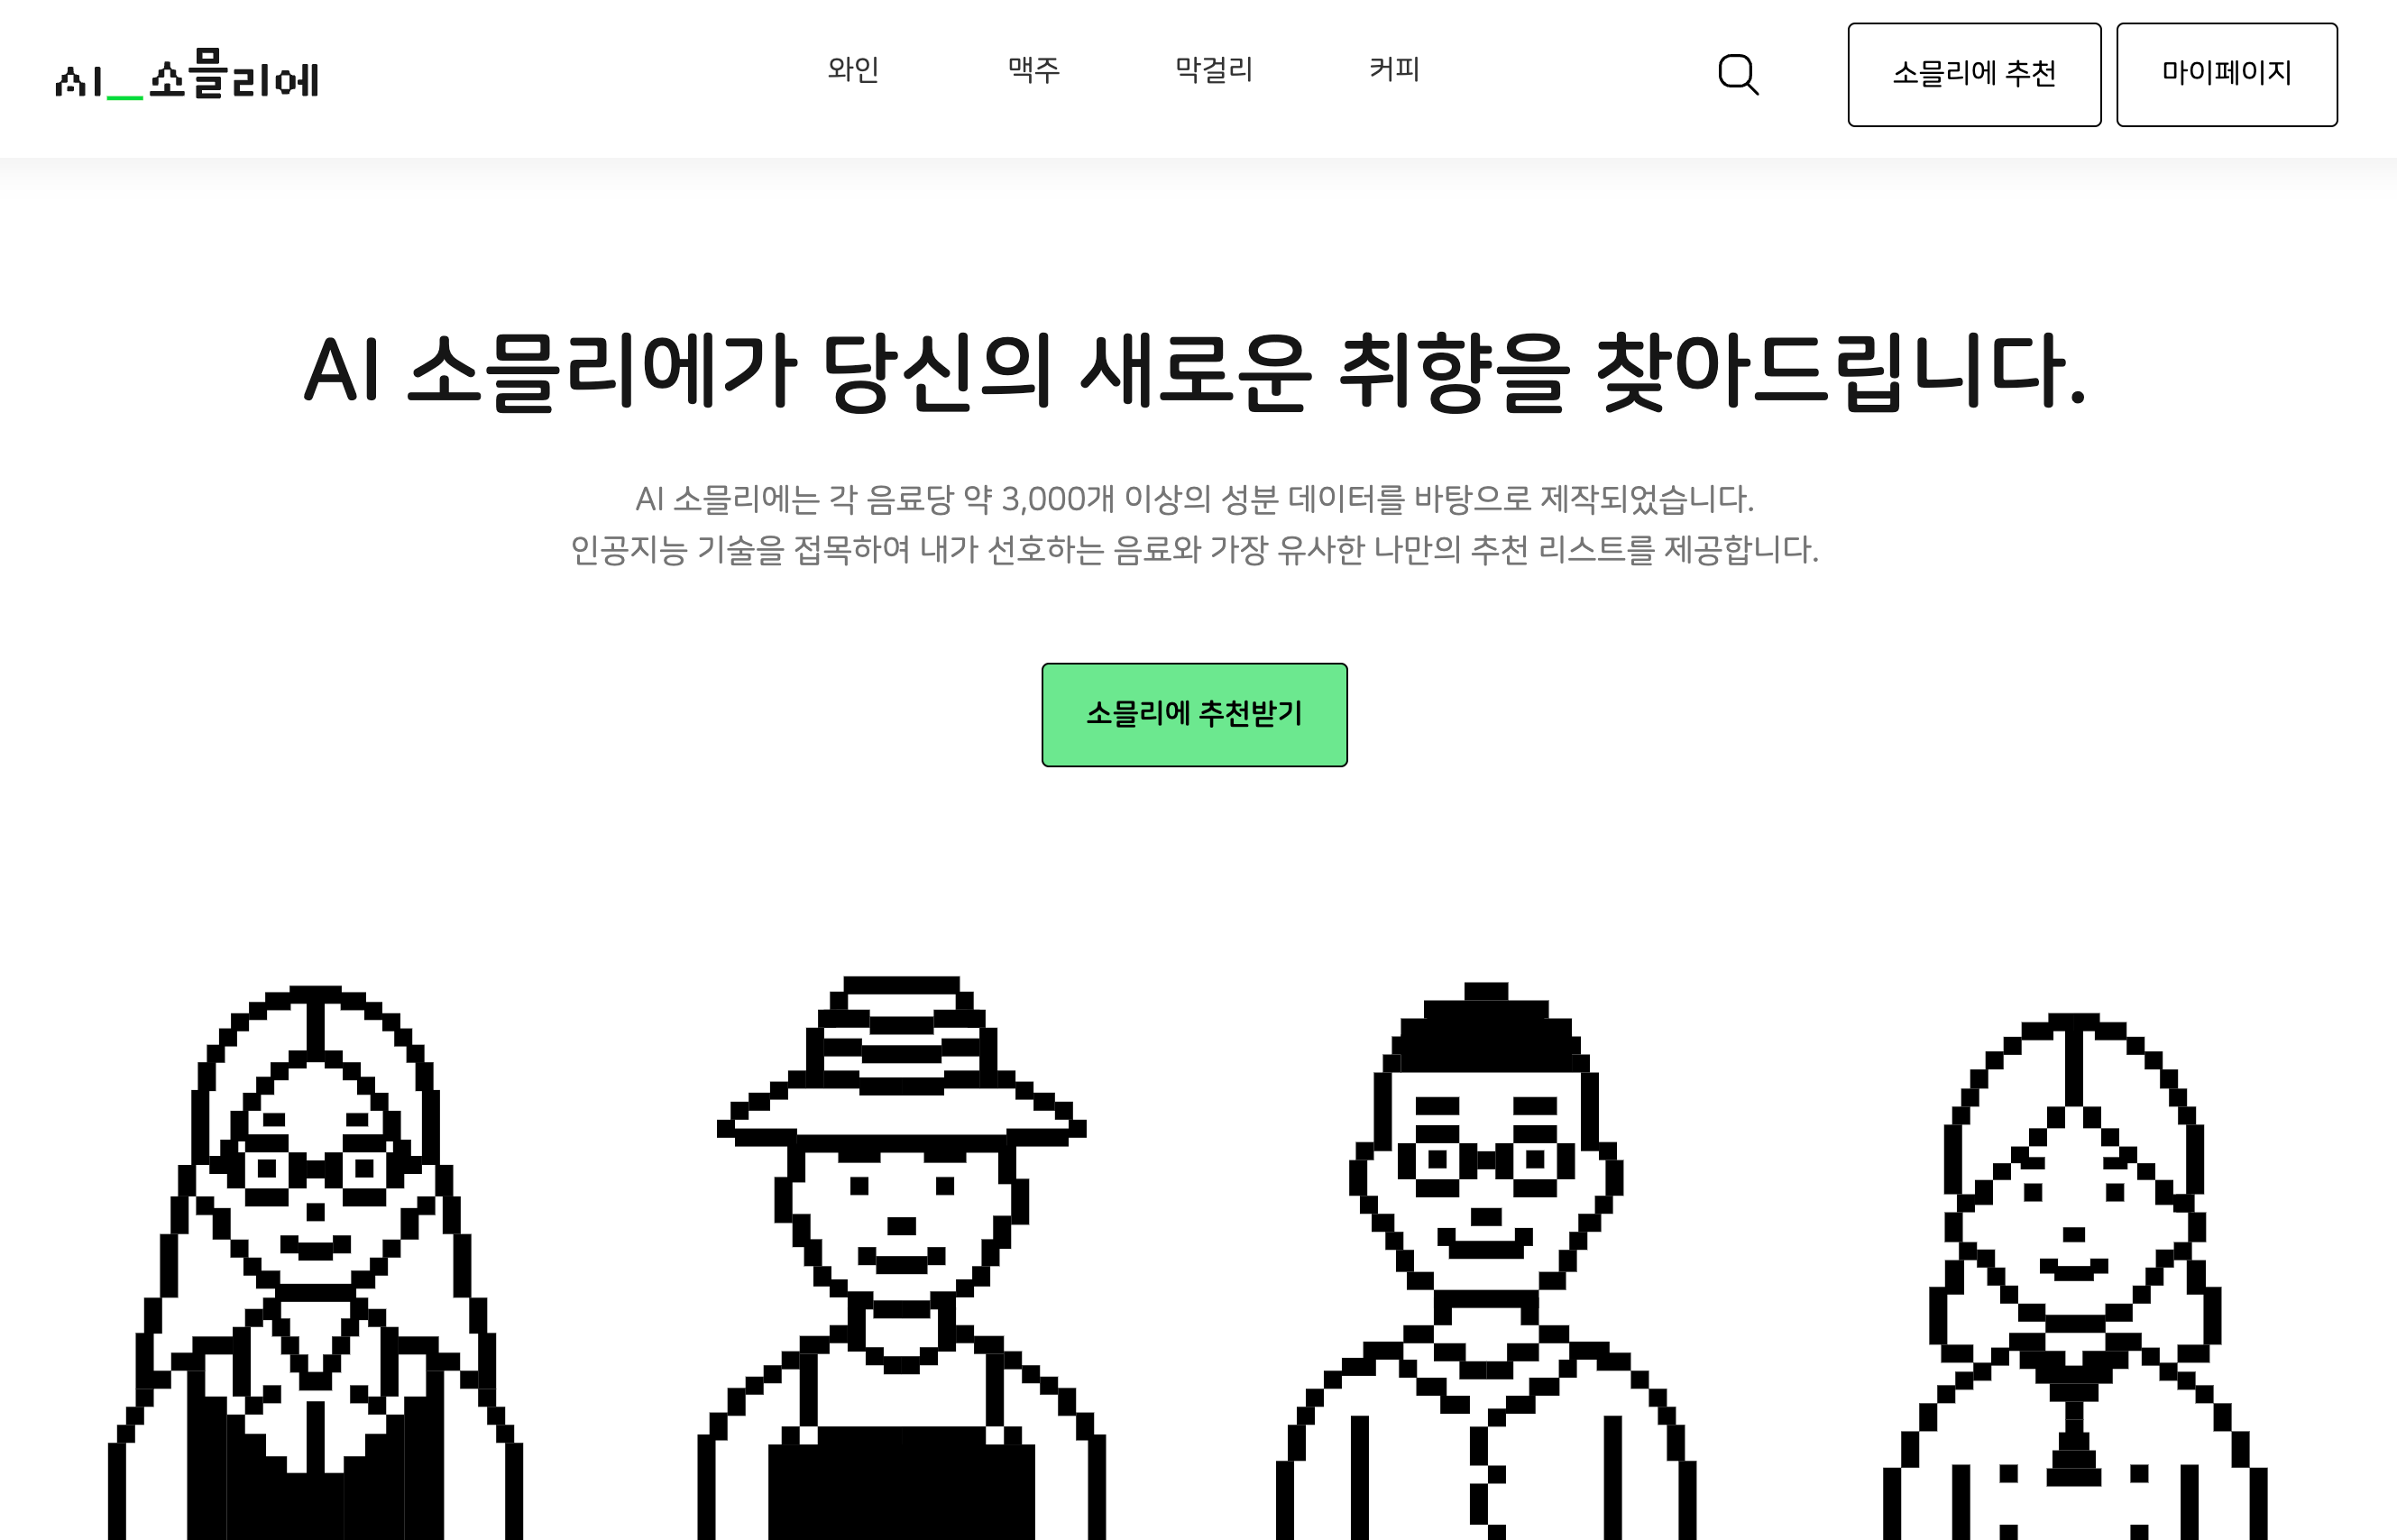 AI_소믈리에
와인
맥주
막걸리
커피
소믈리에 추천
마이페이지
AI 소믈리에가 당신의 새로운 취향을 찾아드립니다.
AI 소믈리에는 각 음료당 약 3,000개 이상의 성분 데이터를 바탕으로 제작되었습니다.
인공지능 기술을 접목하여 내가 선호하는 음료와 가장 유사한 나만의 추천 리스트를 제공합니다.
소믈리에 추천받기